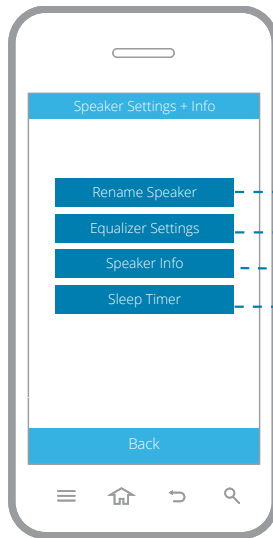 Speaker Settings + Info
Rename Speaker
Equalizer Settings
Speaker Info
Sleep Timer
Back